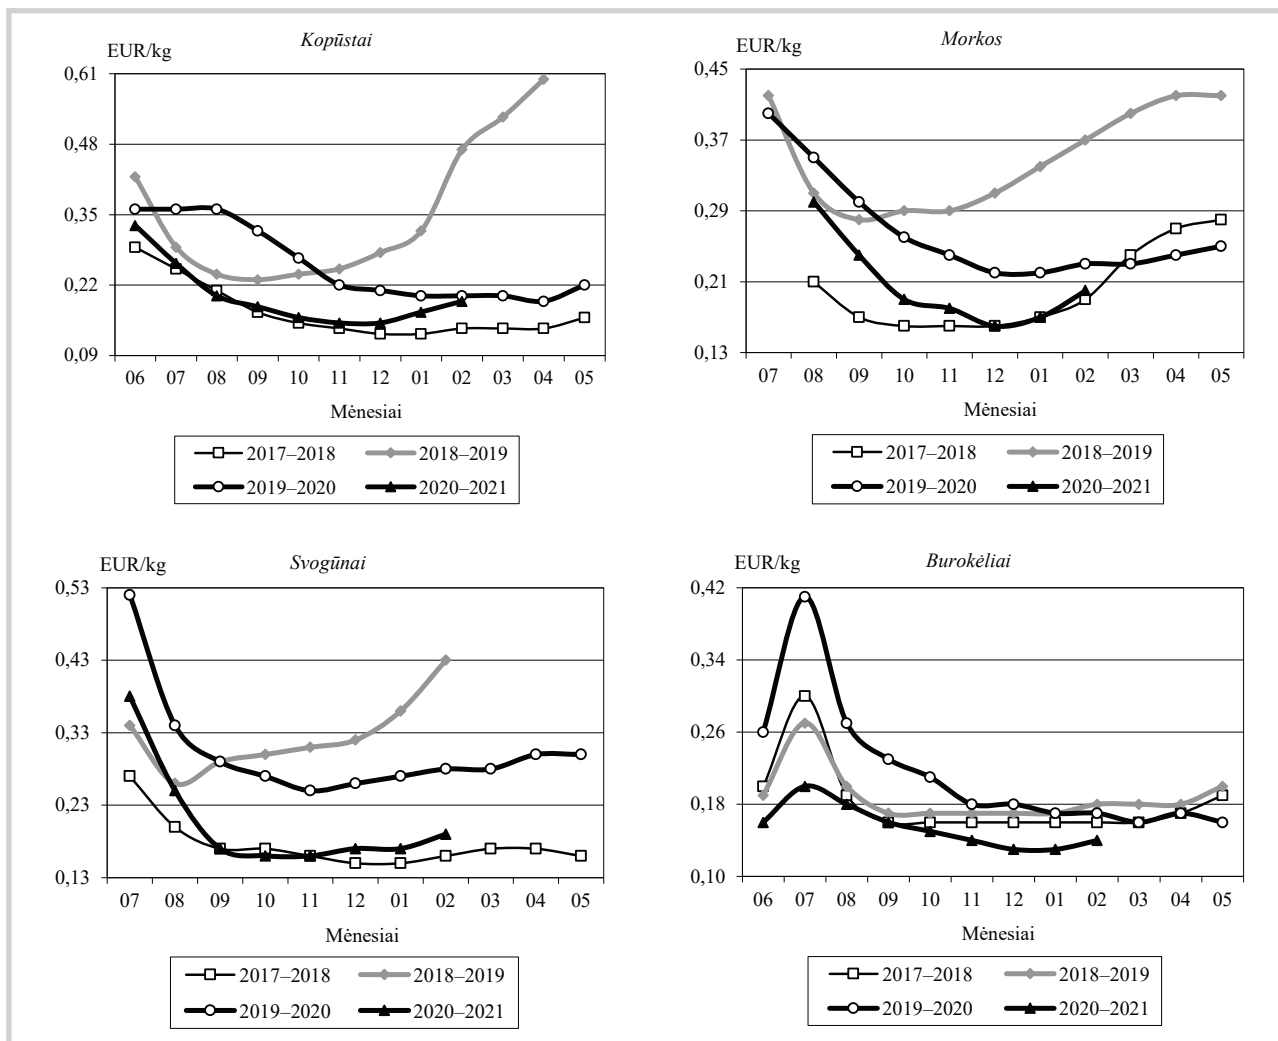 Kopūstai
EUR/kg
0,61
0,48
0,35
0,22
0,09
06 07 08 09 10 11 12 01 02 03 04 05
Mėnesiai
2017–2018 2018–2019
2019–2020 2020–2021
Morkos
EUR/kg
0,45
0,37
0,29
0,21
0,13
07 08 09 10 11 12 01 02 03 04 05
Mėnesiai
2017–2018 2018–2019
2019–2020 2020–2021
Svogūnai
EUR/kg
0,53
0,43
0,33
0,23
0,13
07 08 09 10 11 12 01 02 03 04 05
Mėnesiai
2017–2018 2018–2019
2019–2020 2020–2021
Burokėliai
EUR/kg
0,42
0,34
0,26
0,18
0,10
06 07 08 09 10 11 12 01 02 03 04 05
Mėnesiai
2017–2018 2018–2019
2019–2020 2020–2021